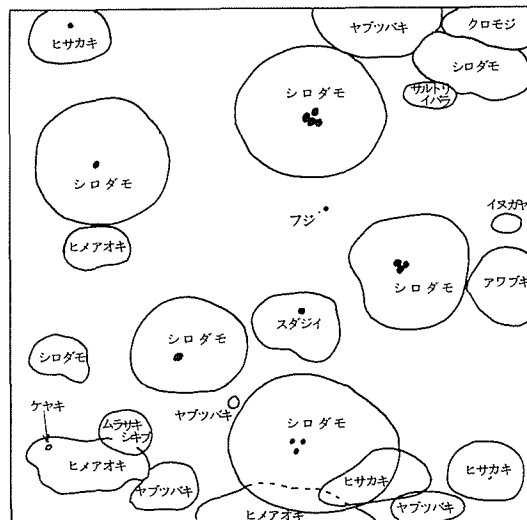 ヤブツバキ
クロモジ
ヒサカキ
シロダモ
シロダモ
サルトリ
イバラ
シロダモ
イヌガヤ
フジ
ヒメアオキ
シロダモ
アワブキ
スダジイ
シロダモ
シロダモ
ケヤキ
ヤブツバキ
ムラサキ
シキブ
シロダモ
ヒメアオキ
ヒサカキ
ヒサカキ
ヤブツバキ
ヤブツバキ
ヒメアオキ